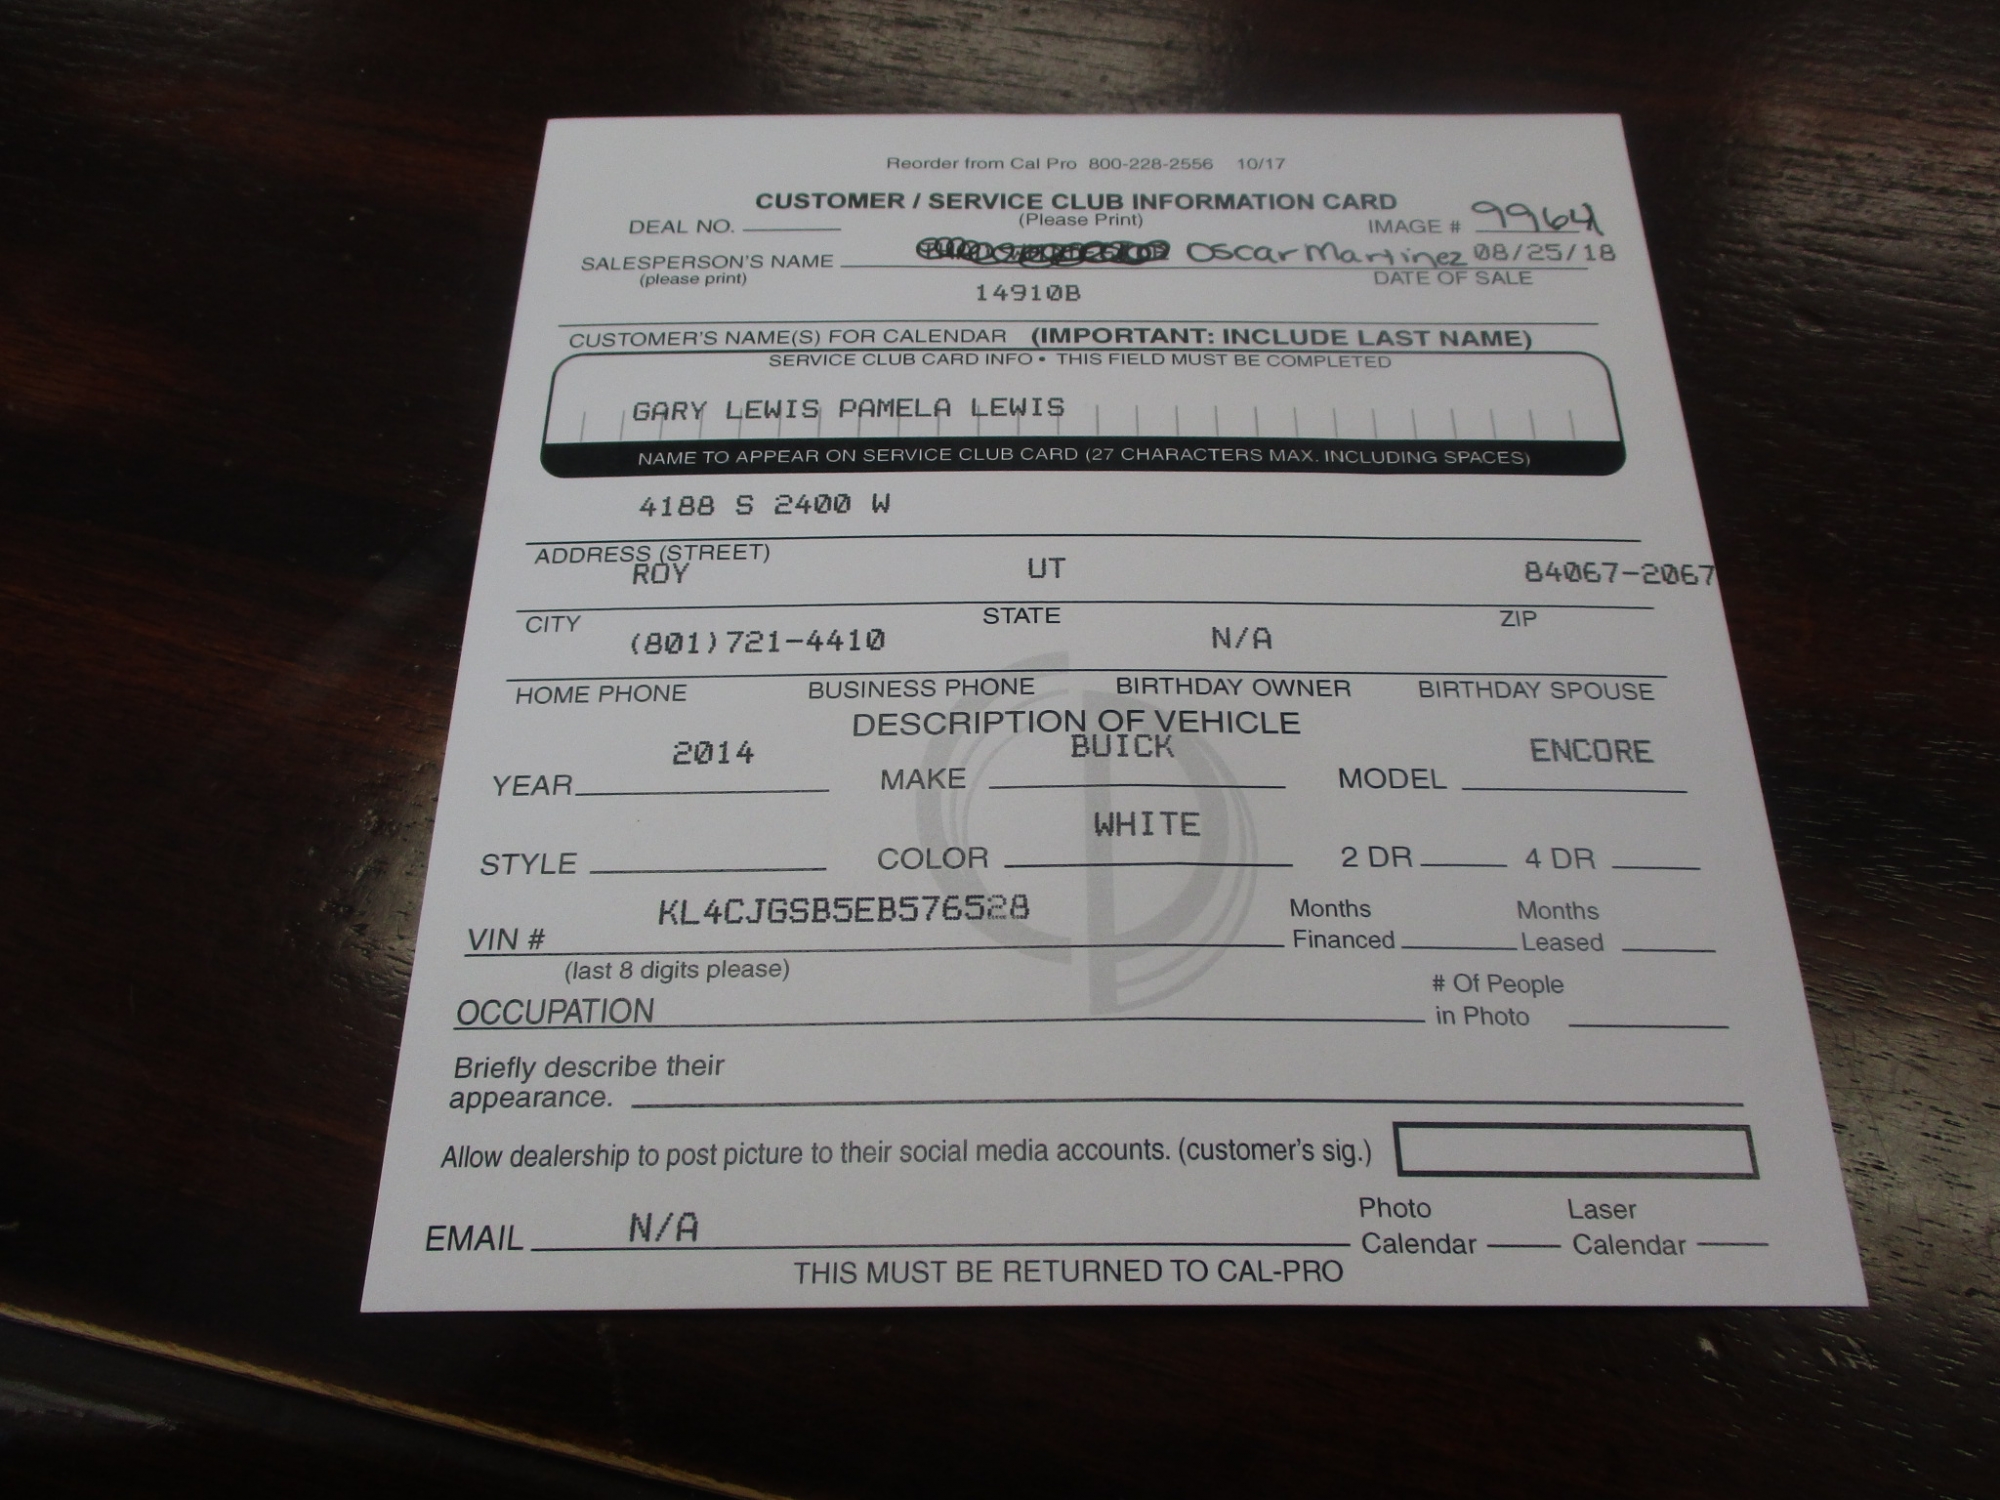 Reorder from Cal Pro 800-228-2556 10/17
CUSTOMER / SERVICE CLUB INFORMATION CARD
(Please Print)
DEAL NO. IMAGE # 9964
SALESPERSON'S NAME Oscar Martinez 08/25/18
(please print) DATE OF SALE
14910B
CUSTOMER'S NAME(S) FOR CALENDAR (IMPORTANT: INCLUDE LAST NAME)
SERVICE CLUB CARD INFO • THIS FIELD MUST BE COMPLETED
GARY LEWIS PAMELA LEWIS
NAME TO APPEAR ON SERVICE CLUB CARD (27 CHARACTERS MAX. INCLUDING SPACES)
4188 S 2400 W
ADDRESS (STREET)
ROY UT 84067-2067
CITY STATE ZIP
(801)721-4410 N/A
HOME PHONE BUSINESS PHONE BIRTHDAY OWNER BIRTHDAY SPOUSE
DESCRIPTION OF VEHICLE
2014 BUICK ENCORE
YEAR MAKE MODEL
WHITE
STYLE COLOR 2 DR 4 DR
KL4CJGSB5EB576528 Months Months
VIN # Financed Leased
(last 8 digits please)
# Of People
OCCUPATION in Photo
Briefly describe their
appearance.
Allow dealership to post picture to their social media accounts. (customer's sig.)
N/A Photo Laser
EMAIL Calendar Calendar
THIS MUST BE RETURNED TO CAL-PRO